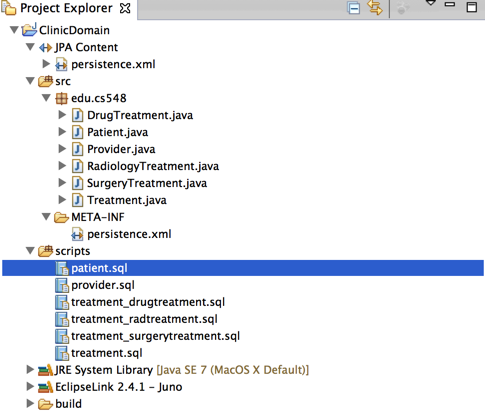 Project Explorer
ClinicDomain
JPA Content
persistence.xml
src
edu.cs548
DrugTreatment.java
Patient.java
Provider.java
RadiologyTreatment.java
SurgeryTreatment.java
Treatment.java
META-INF
persistence.xml
scripts
patient.sql
provider.sql
treatment_drugtreatment.sql
treatment_radtreatment.sql
treatment_surgerytreatment.sql
treatment.sql
JRE System Library [Java SE 7 (MacOS X Default)]
EclipseLink 2.4.1 - Juno
build